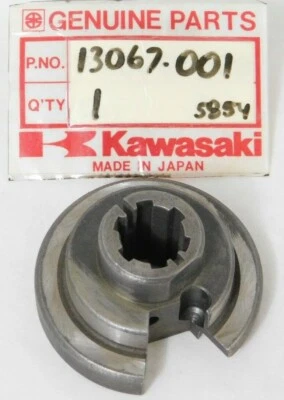 GENUINE PARTS
P.NO. 13067-001
Q'TY 1 5854
Kawasaki
MADE IN JAPAN